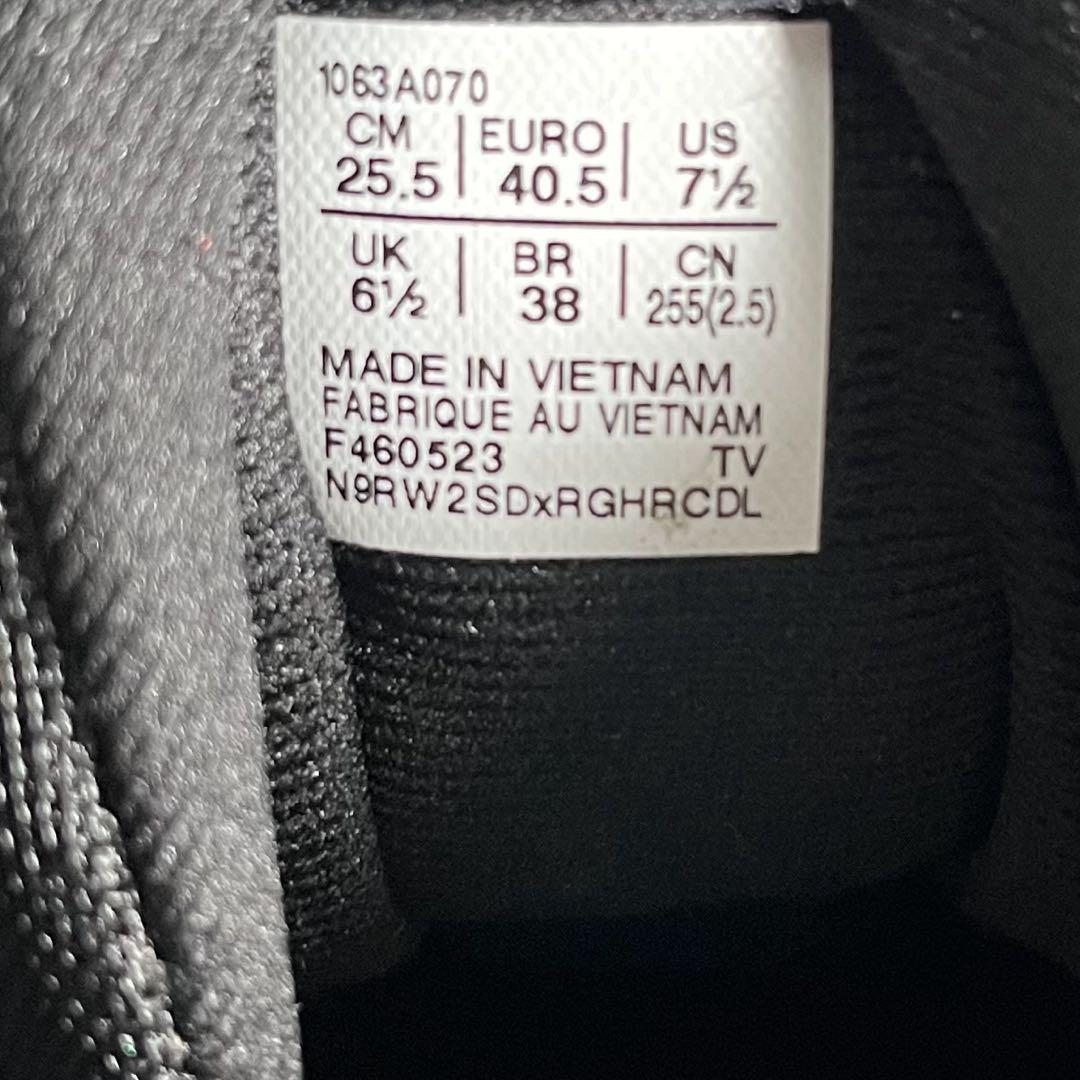 1063A070
CM | EURO | US
25.5 | 40.5 | 7½
UK | BR | CN
6½ | 38 | 255(2.5)
MADE IN VIETNAM
FABRIQUE AU VIETNAM
F460523 TV
N9RW2SDxRGHRCDL